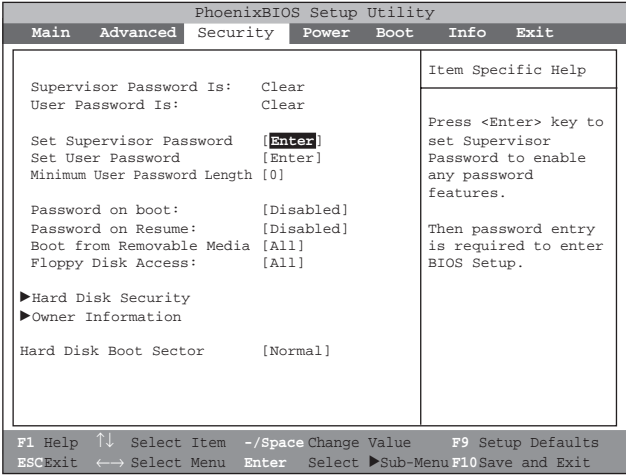 PhoenixBIOS Setup Utility
Main Advanced Security Power Boot Info Exit
Supervisor Password Is: Clear
User Password Is: Clear
Set Supervisor Password [Enter]
Set User Password [Enter]
Minimum User Password Length [0]
Password on boot: [Disabled]
Password on Resume: [Disabled]
Boot from Removable Media [All]
Floppy Disk Access: [All]
▶Hard Disk Security
▶Owner Information
Hard Disk Boot Sector [Normal]
Item Specific Help
Press <Enter> key to
set Supervisor
Password to enable
any password
features.
Then password entry
is required to enter
BIOS Setup.
F1 Help ↑↓ Select Item -/Space Change Value F9 Setup Defaults
ESC Exit ←→ Select Menu Enter Select ▶Sub-Menu F10 Save and Exit